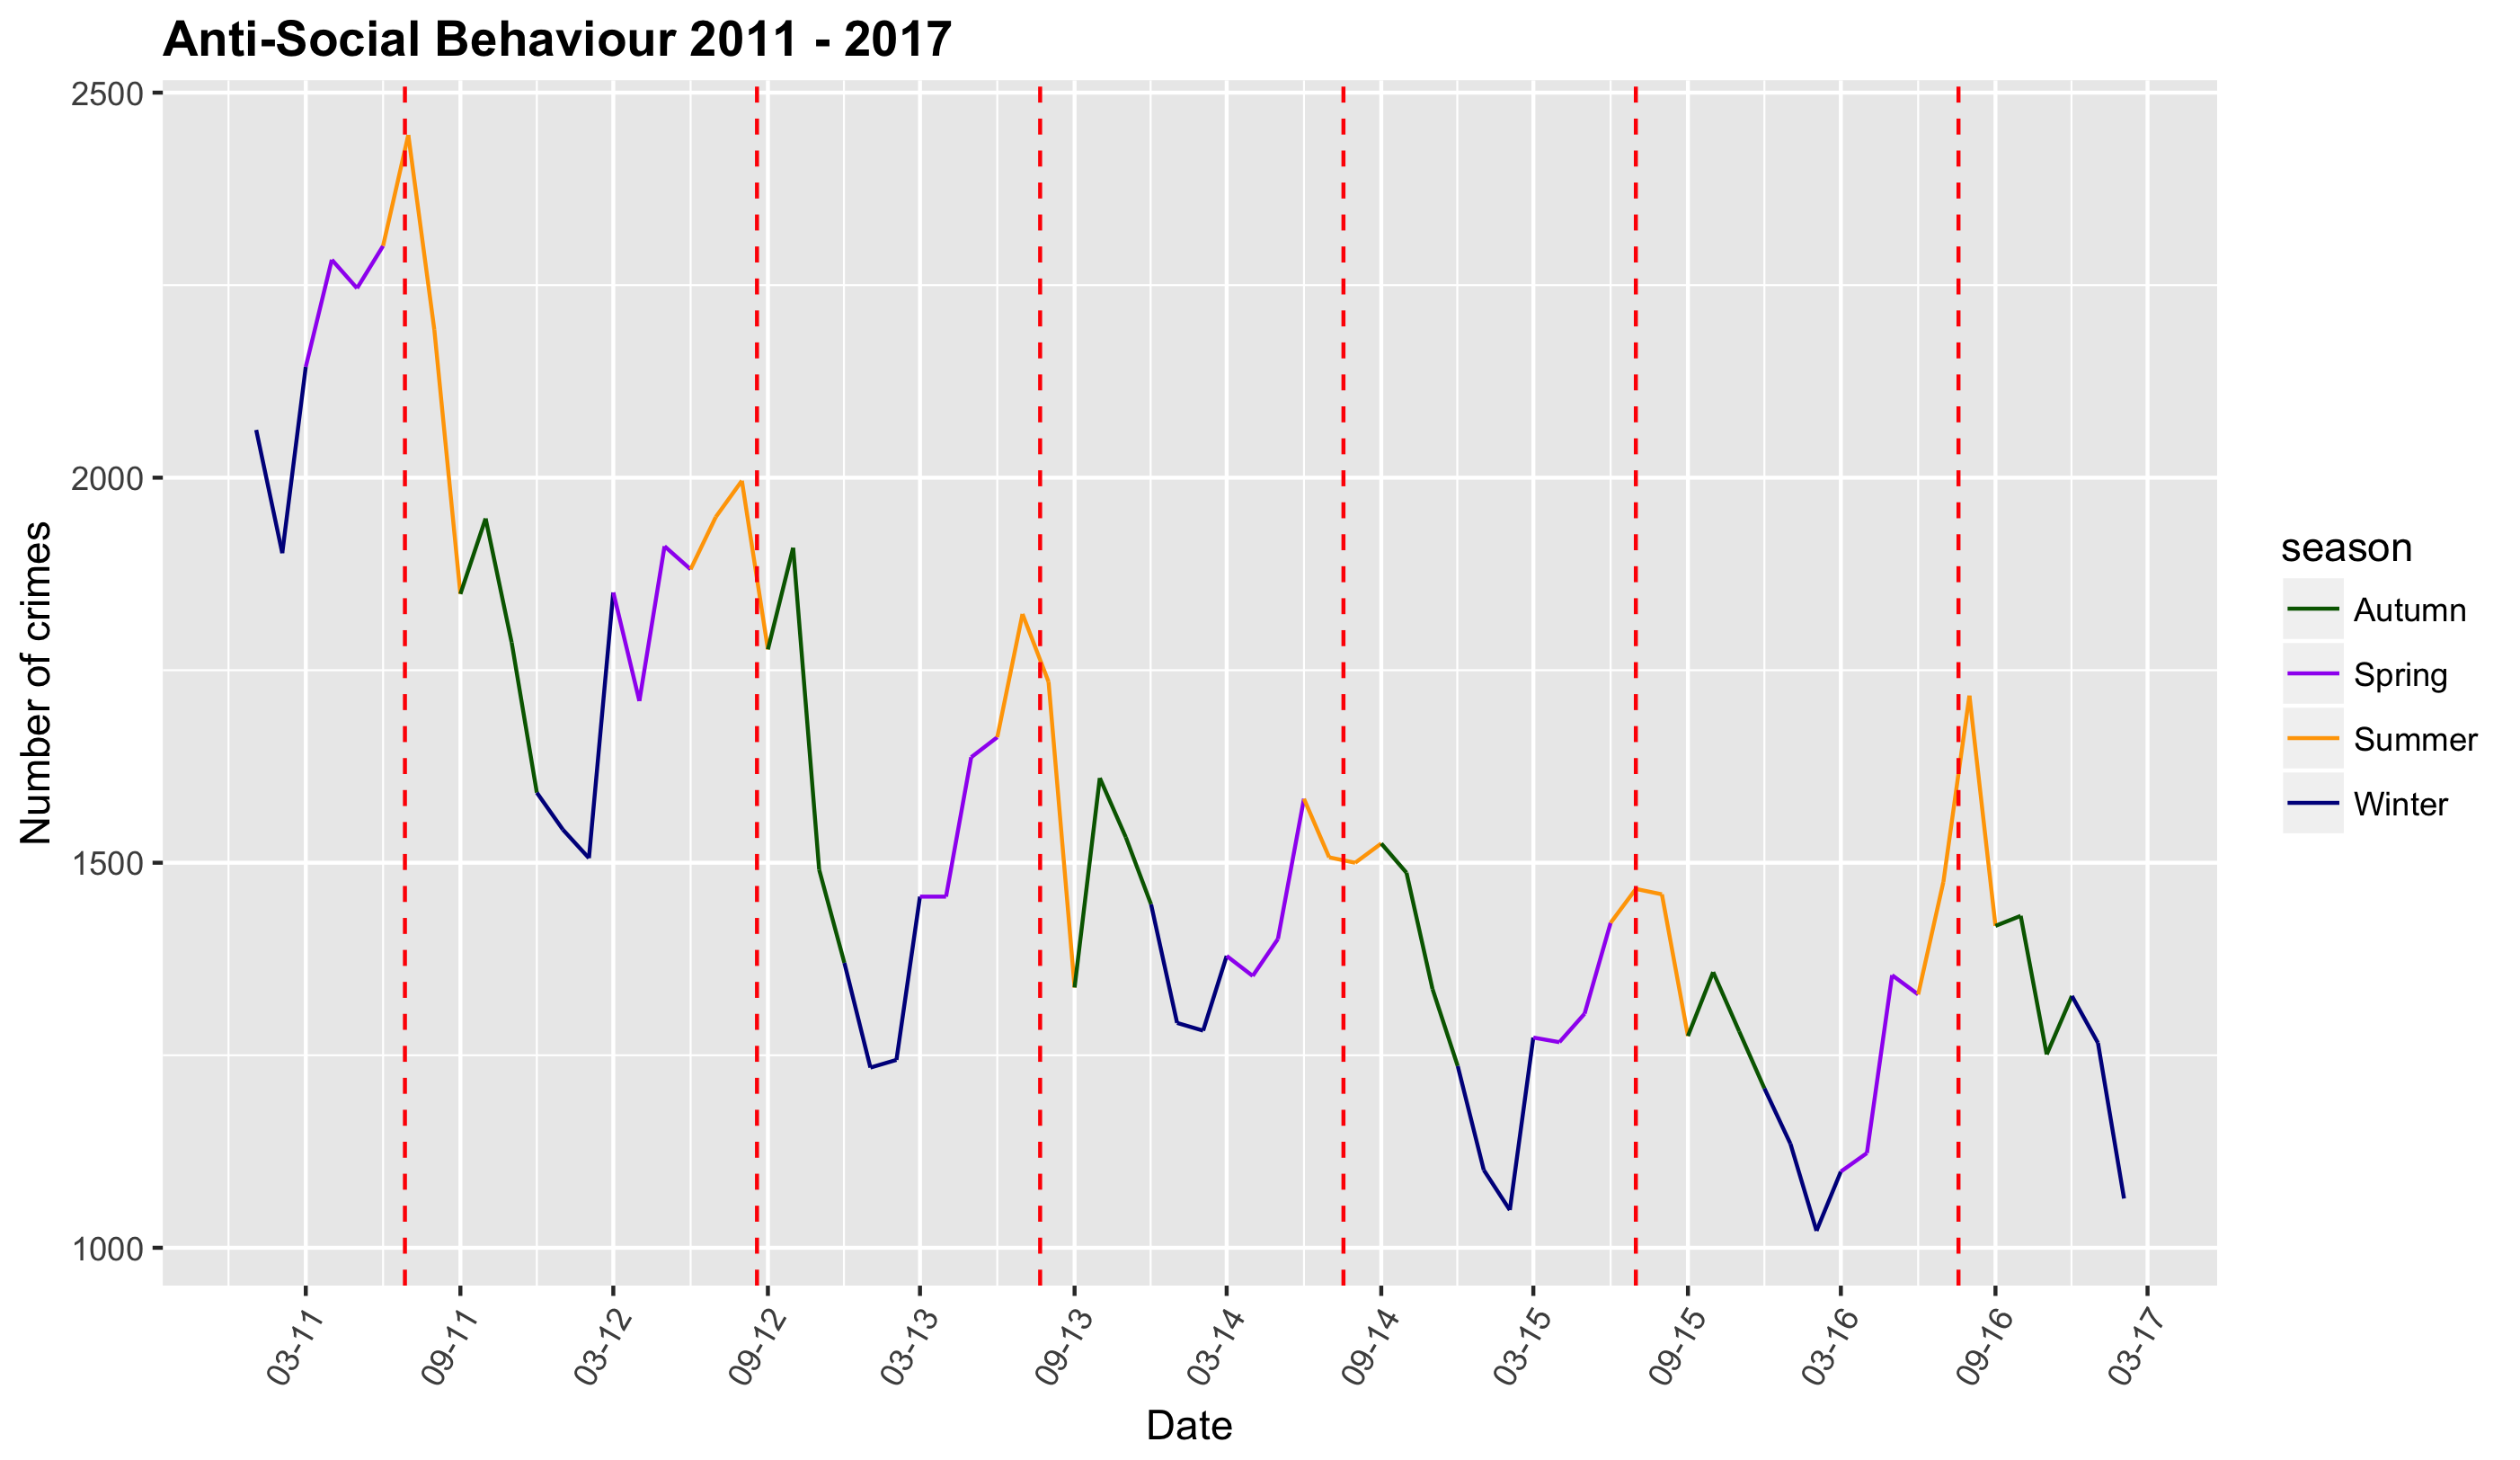 Anti-Social Behaviour 2011 - 2017
2500
2000
1500
1000
Number of crimes
03-11
09-11
03-12
09-12
03-13
09-13
03-14
09-14
03-15
09-15
03-16
09-16
03-17
Date
season
Autumn
Spring
Summer
Winter